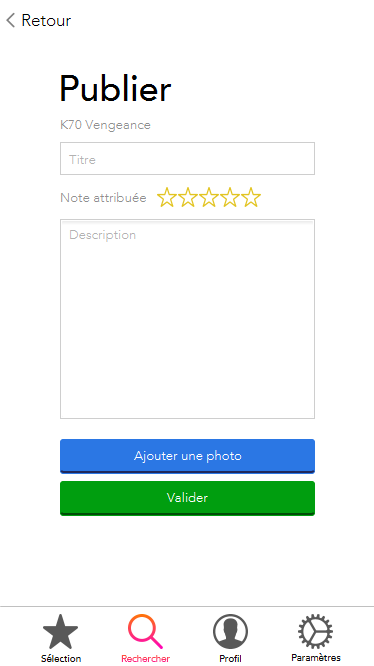 Retour
Publier
K70 Vengeance
Titre
Note attribuée
Description
Ajouter une photo
Valider
Sélection Rechercher Profil Paramètres